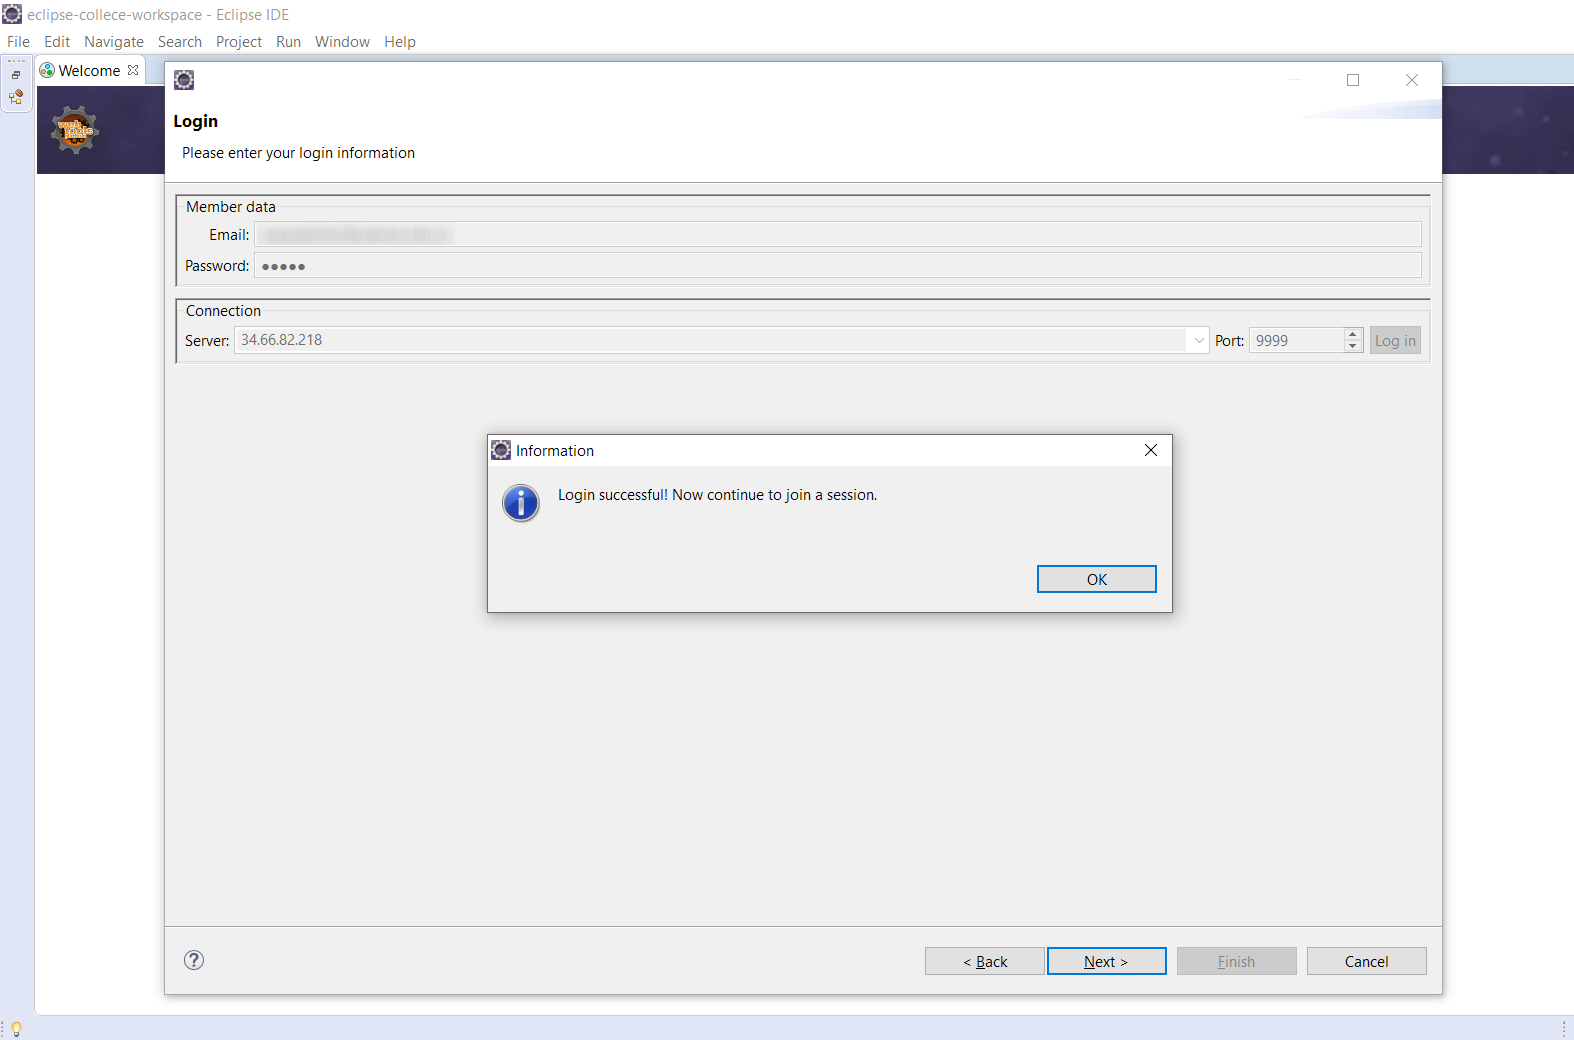 eclipse-collece-workspace - Eclipse IDE
File Edit Navigate Search Project Run Window Help
Welcome
web tools
Login
Please enter your login information
Member data
Email:
Password: ●●●●●
Connection
Server: 34.66.82.218 Port: 9999 Log in
Information
Login successful! Now continue to join a session.
OK
< Back Next > Finish Cancel